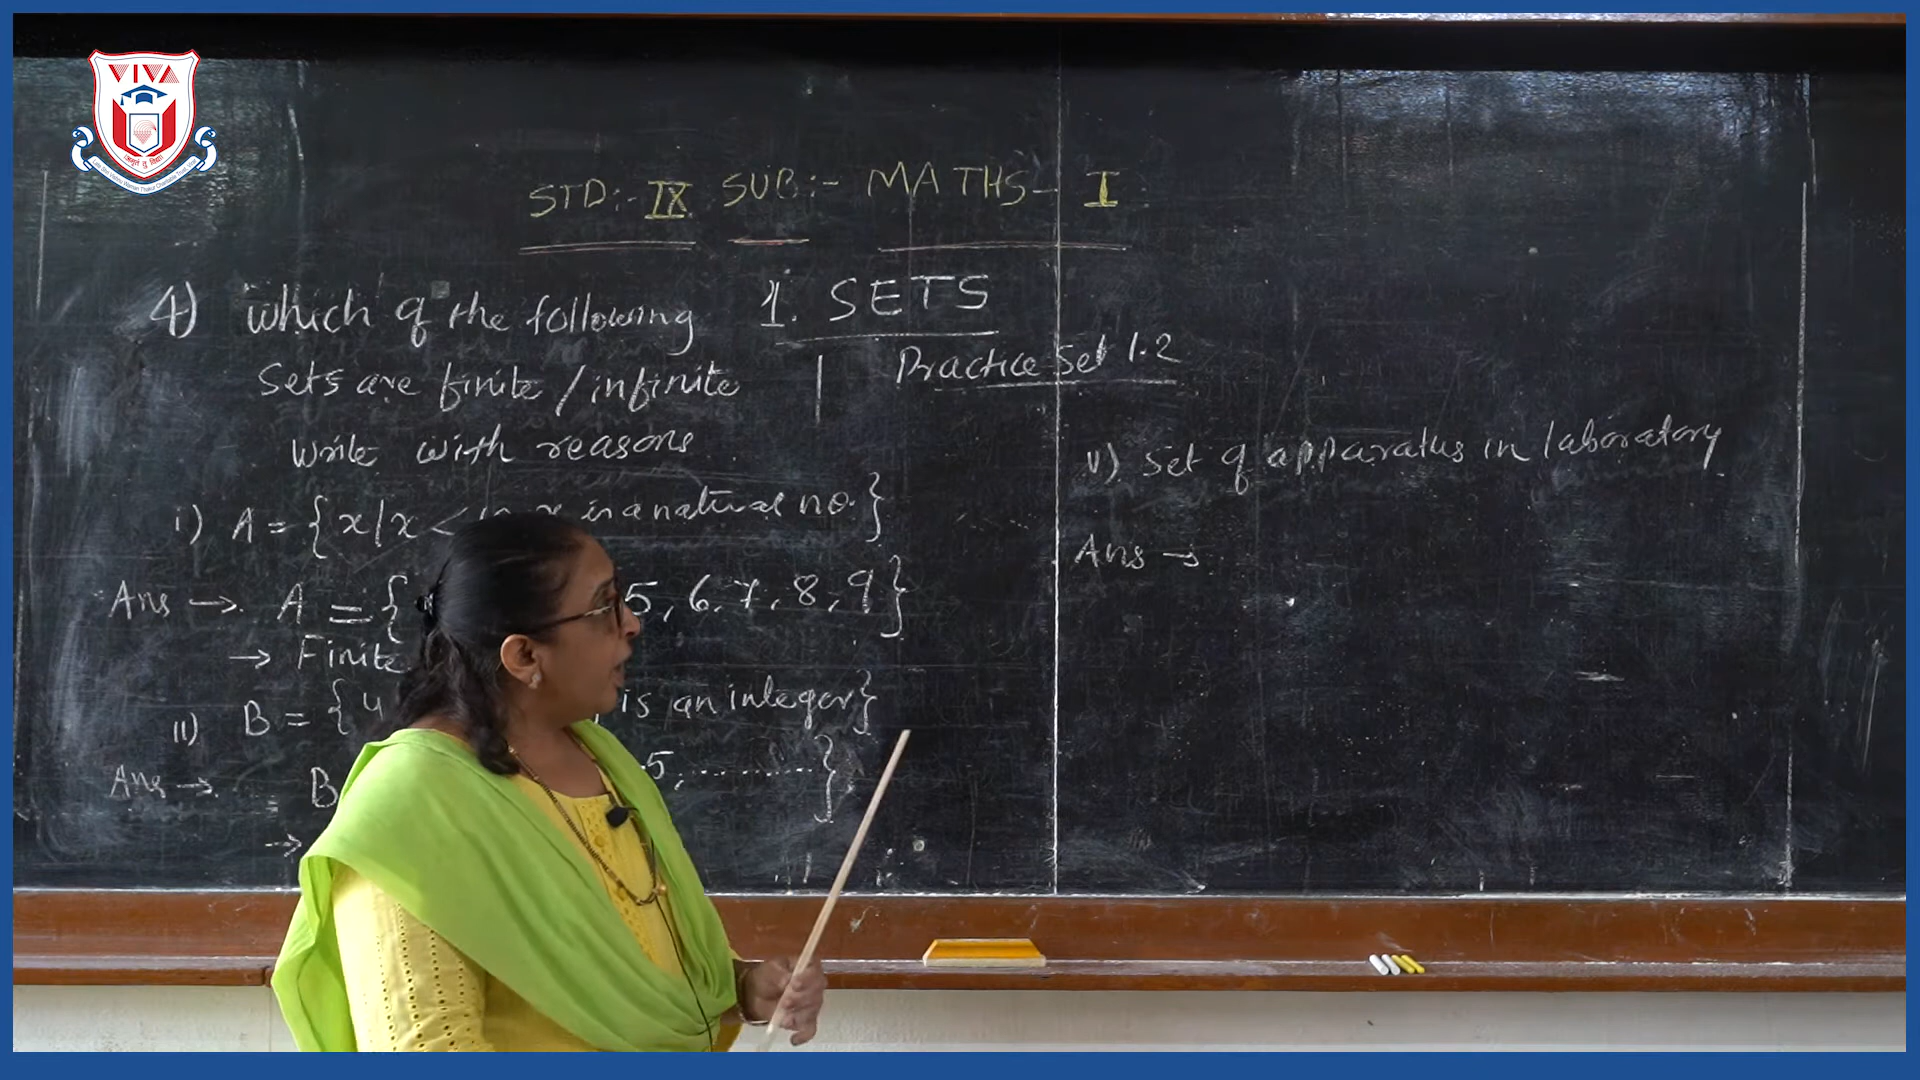 VIVA
STD:- IX SUB:- MATHS- I
1. SETS
Practice Set 1.2
4) which of the following
Sets are finite / infinite
write with reasons
i) A = {x/x < in a natural no.}
Ans → A = { 5, 6, 7, 8, 9}
→ Finite
ii) B = {y is an integer}
Ans → B 5, ..........}
→
v) Set of apparatus in laboratory
Ans →